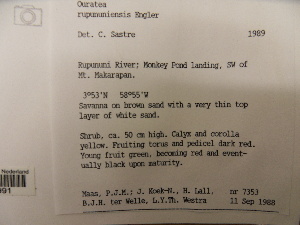 Ouratea
rupununiensis Engler
Det. C. Sastre 1989
Rupununi River; Monkey Pond Landing, SW of
Mt. Makarapan.
3°53'N 58°55'W
Savanna on brown sand with a very thin top
layer of white sand.
Shrub, ca. 50 cm high. Calyx and corolla
yellow. Fruiting torus and pedicel dark red.
Young fruit green, becoming red and event-
ually black upon maturity.
Maas, P.J.M.; J. Koek-N., H. Lall, nr 7353
B.J.H. ter Welle, L.Y.Th. Westra 11 Sep 1988
Nederland
091